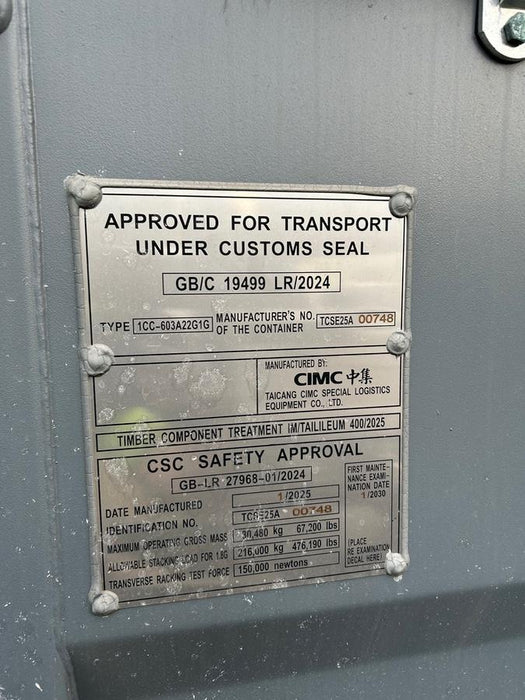 APPROVED FOR TRANSPORT
UNDER CUSTOMS SEAL
GB/C 19499 LR/2024
TYPE 1CC-603A22G1G MANUFACTURER'S NO. OF THE CONTAINER TCSE25A 00748
MANUFACTURED BY:
CIMC 中集
TAICANG CIMC SPECIAL LOGISTICS
EQUIPMENT CO., LTD.
TIMBER COMPONENT TREATMENT IM/TAILILEUM 400/2025
CSC SAFETY APPROVAL
GB-LR 27968-01/2024
DATE MANUFACTURED 1/2025
IDENTIFICATION NO. TCSE25A 00748
MAXIMUM OPERATING GROSS MASS 30,480 kg 67,200 lbs
ALLOWABLE STACKING LOAD FOR 1.8G 216,000 kg 476,190 lbs
TRANSVERSE RACKING TEST FORCE 150,000 newtons
FIRST MAINTE-
NANCE EXAMI-
NATION DATE
1/2030
(PLACE
RE EXAMINATION
DECAL HERE)